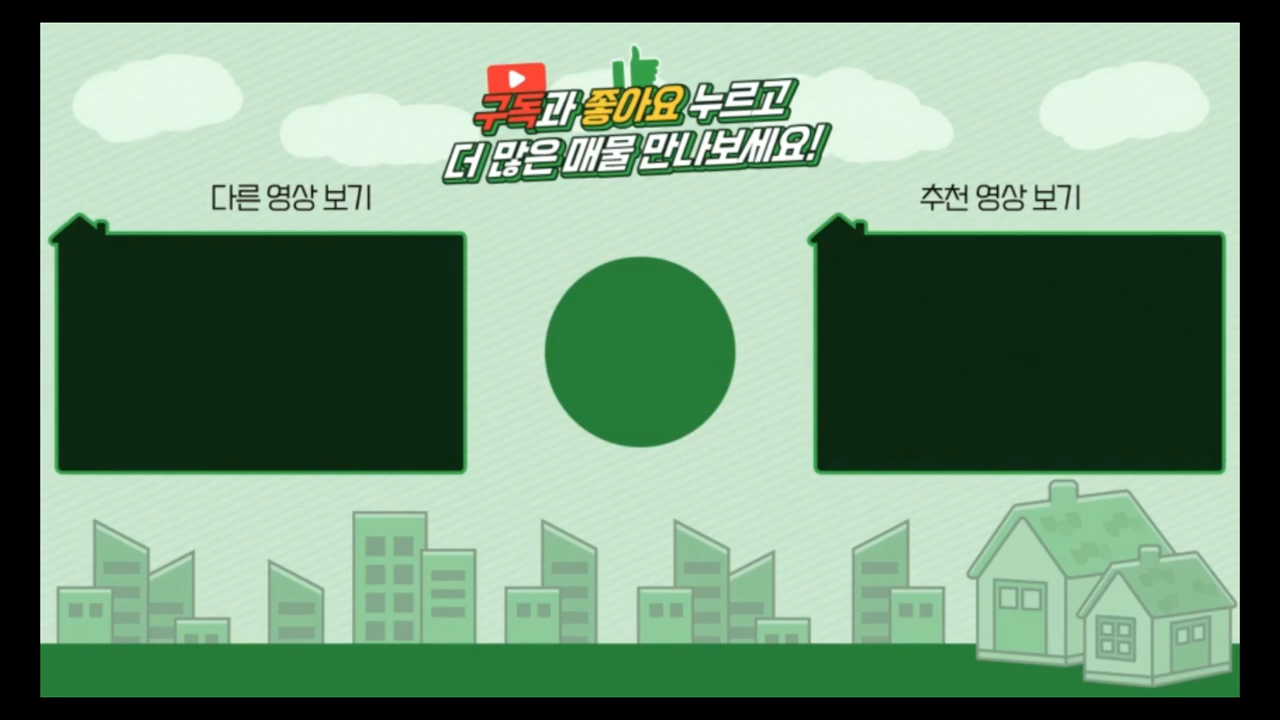 구독과 좋아요 누르고
더 많은 매물 만나보세요!
다른 영상 보기
추천 영상 보기